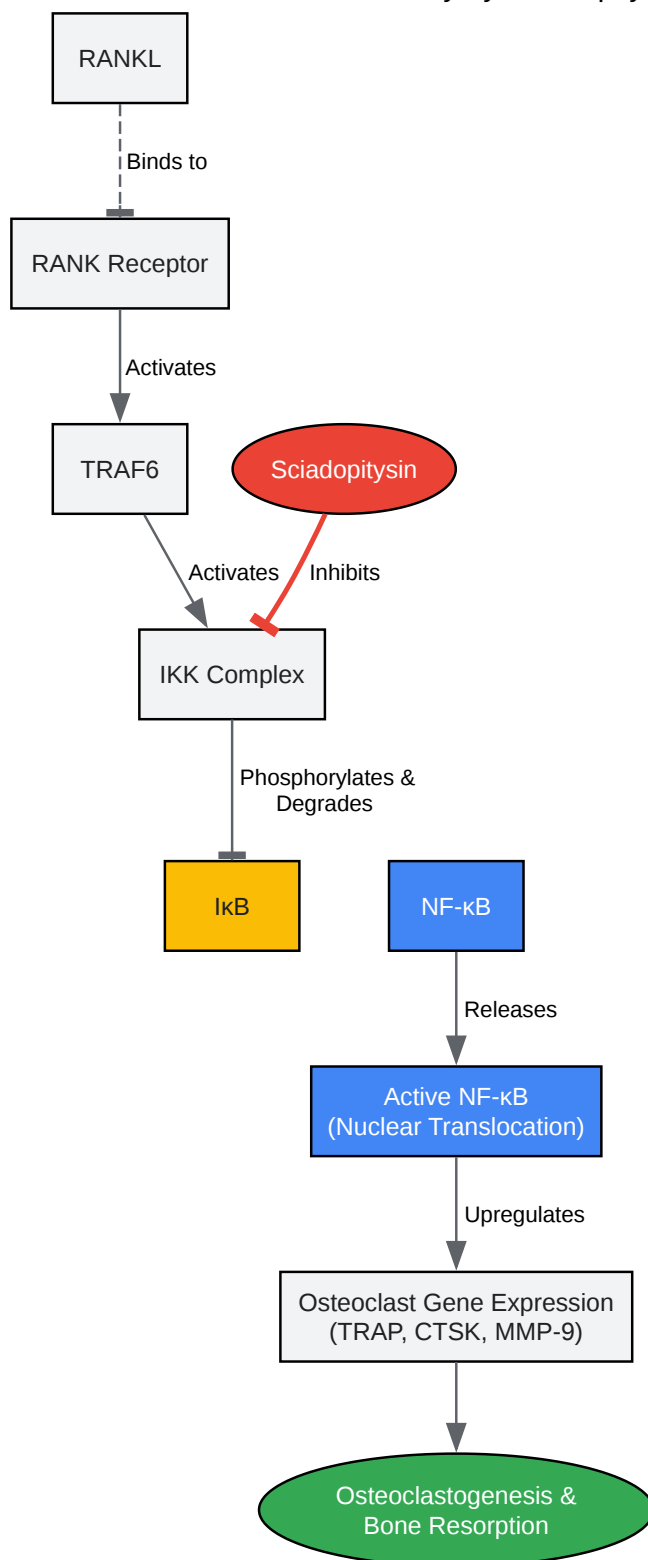 RANKL
Binds to
RANK Receptor
Activates
TRAF6
Sciadopitysin
Activates
Inhibits
IKK Complex
Phosphorylates &
Degrades
IκB
NF-κB
Releases
Active NF-κB
(Nuclear Translocation)
Upregulates
Osteoclast Gene Expression
(TRAP, CTSK, MMP-9)
Osteoclastogenesis &
Bone Resorption